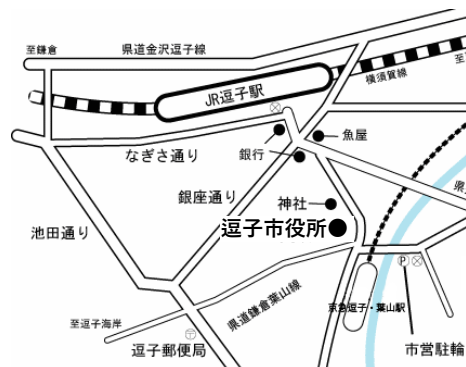 至鎌倉
県道金沢逗子線
至
横須賀線
JR逗子駅
魚屋
銀行
なぎさ通り
銀座通り
神社
県
逗子市役所
池田通り
県道鎌倉葉山線
京急逗子・葉山駅
P
至逗子海岸
逗子郵便局
市営駐輪